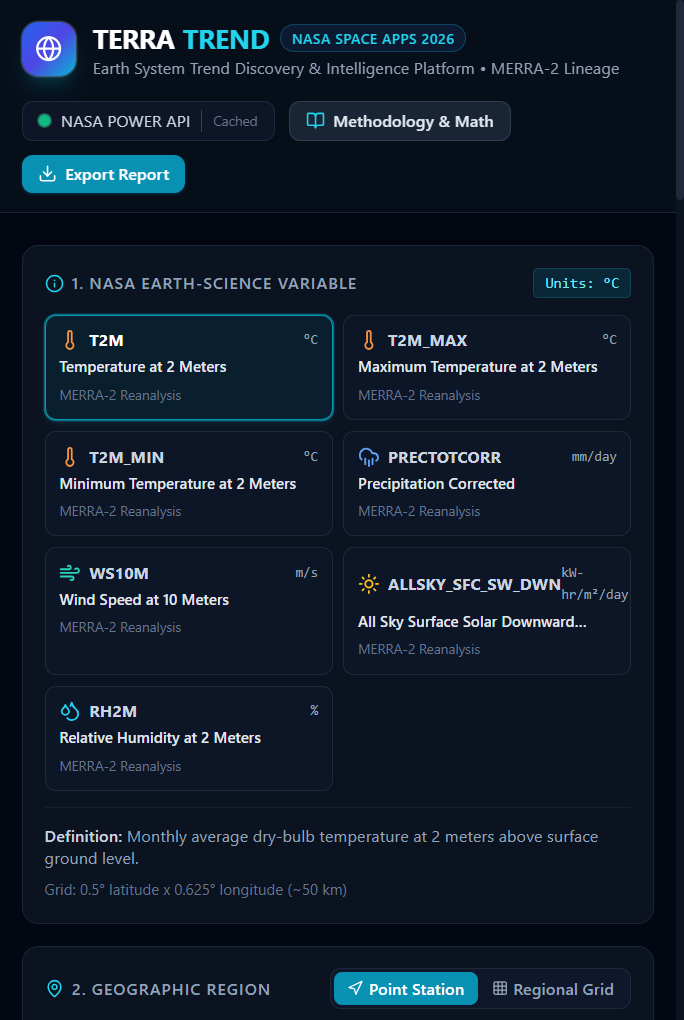 TERRA TREND NASA SPACE APPS 2026
Earth System Trend Discovery & Intelligence Platform • MERRA-2 Lineage
NASA POWER API Cached
Methodology & Math
Export Report
1. NASA EARTH-SCIENCE VARIABLE
Units: °C
T2M °C
Temperature at 2 Meters
MERRA-2 Reanalysis
T2M_MAX °C
Maximum Temperature at 2 Meters
MERRA-2 Reanalysis
T2M_MIN °C
Minimum Temperature at 2 Meters
MERRA-2 Reanalysis
PRECTOTCORR mm/day
Precipitation Corrected
MERRA-2 Reanalysis
WS10M m/s
Wind Speed at 10 Meters
MERRA-2 Reanalysis
ALLSKY_SFC_SW_DWN kW-
hr/m²/day
All Sky Surface Solar Downward...
MERRA-2 Reanalysis
RH2M %
Relative Humidity at 2 Meters
MERRA-2 Reanalysis
Definition: Monthly average dry-bulb temperature at 2 meters above surface
ground level.
Grid: 0.5° latitude x 0.625° longitude (~50 km)
2. GEOGRAPHIC REGION
Point Station
Regional Grid